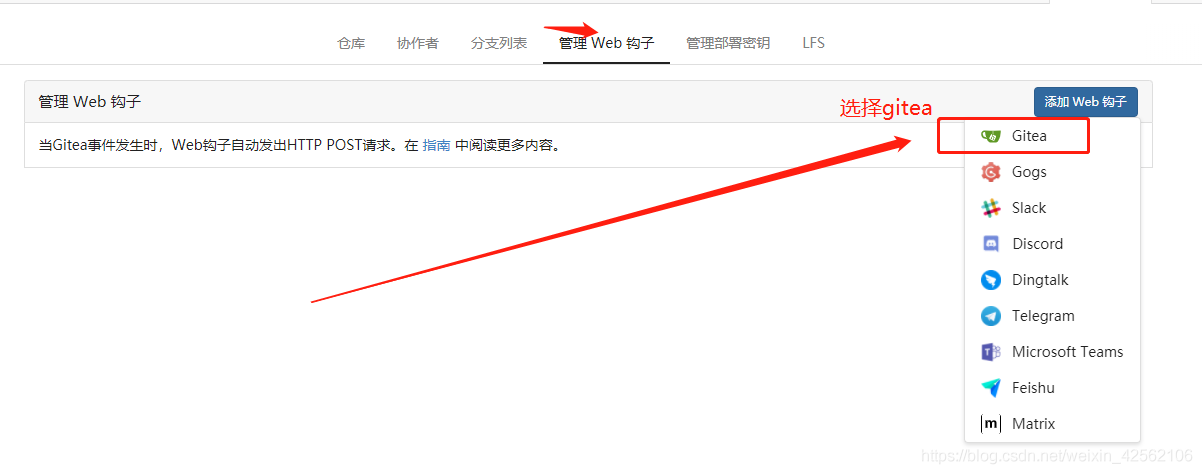 仓库 协作者 分支列表 管理 Web 钩子 管理部署密钥 LFS
管理 Web 钩子
选择gitea
添加 Web 钩子
当Gitea事件发生时，Web钩子自动发出HTTP POST请求。在 指南 中阅读更多内容。
Gitea
Gogs
Slack
Discord
Dingtalk
Telegram
Microsoft Teams
Feishu
Matrix
https://blog.csdn.net/weixin_42562106